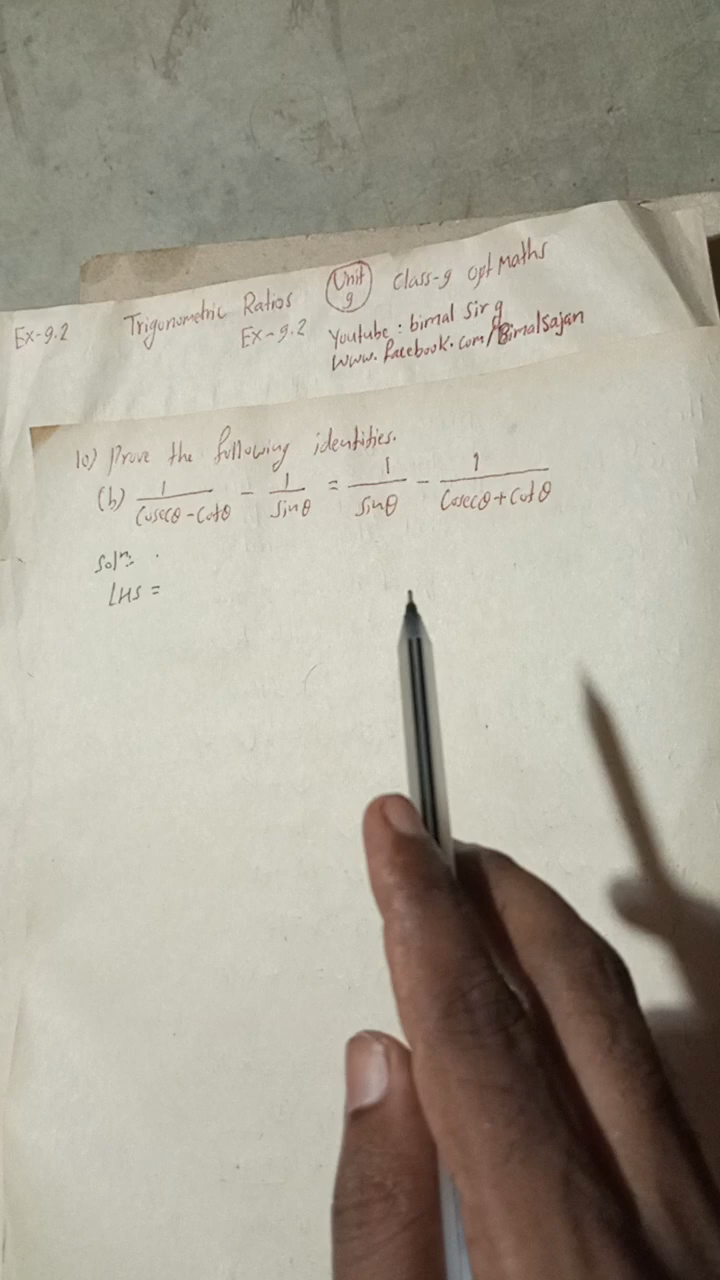 Ex-9.2 Trigonometric Ratios Unit 9 Class-9 Opt Maths
Ex-9.2 Youtube : bimal sir g
www.facebook.com/Bimalsajan
10) Prove the following identities.
(b) 1/(Cosecθ - Cotθ) - 1/Sinθ = 1/Sinθ - 1/(Cosecθ + Cotθ)
Solⁿ:
LHS =